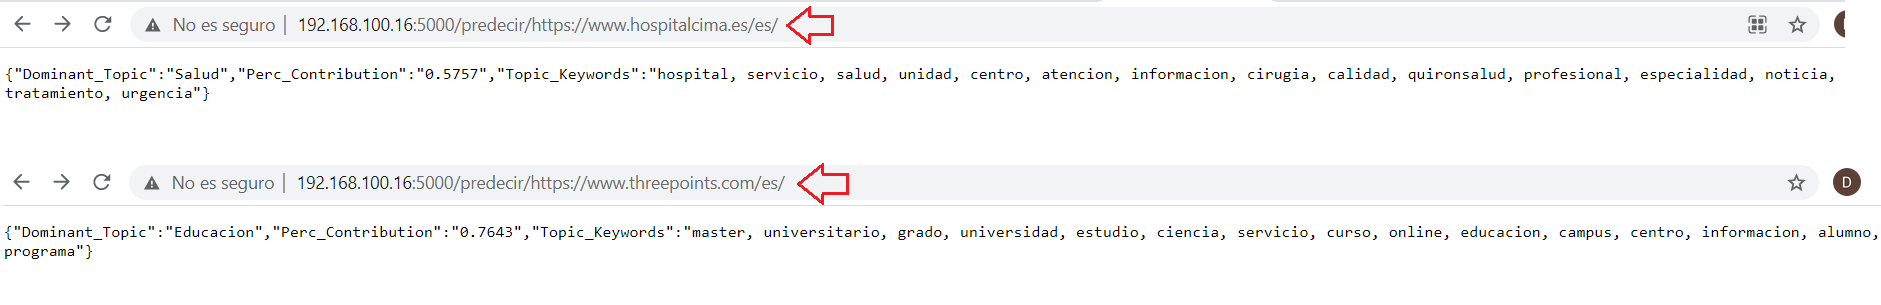 No es seguro | 192.168.100.16:5000/predecir/https://www.hospitalcima.es/es/
{"Dominant_Topic":"Salud","Perc_Contribution":"0.5757","Topic_Keywords":"hospital, servicio, salud, unidad, centro, atencion, informacion, cirugia, calidad, quironsalud, profesional, especialidad, noticia,
tratamiento, urgencia"}
No es seguro | 192.168.100.16:5000/predecir/https://www.threepoints.com/es/
D
{"Dominant_Topic":"Educacion","Perc_Contribution":"0.7643","Topic_Keywords":"master, universitario, grado, universidad, estudio, ciencia, servicio, curso, online, educacion, campus, centro, informacion, alumno,
programa"}